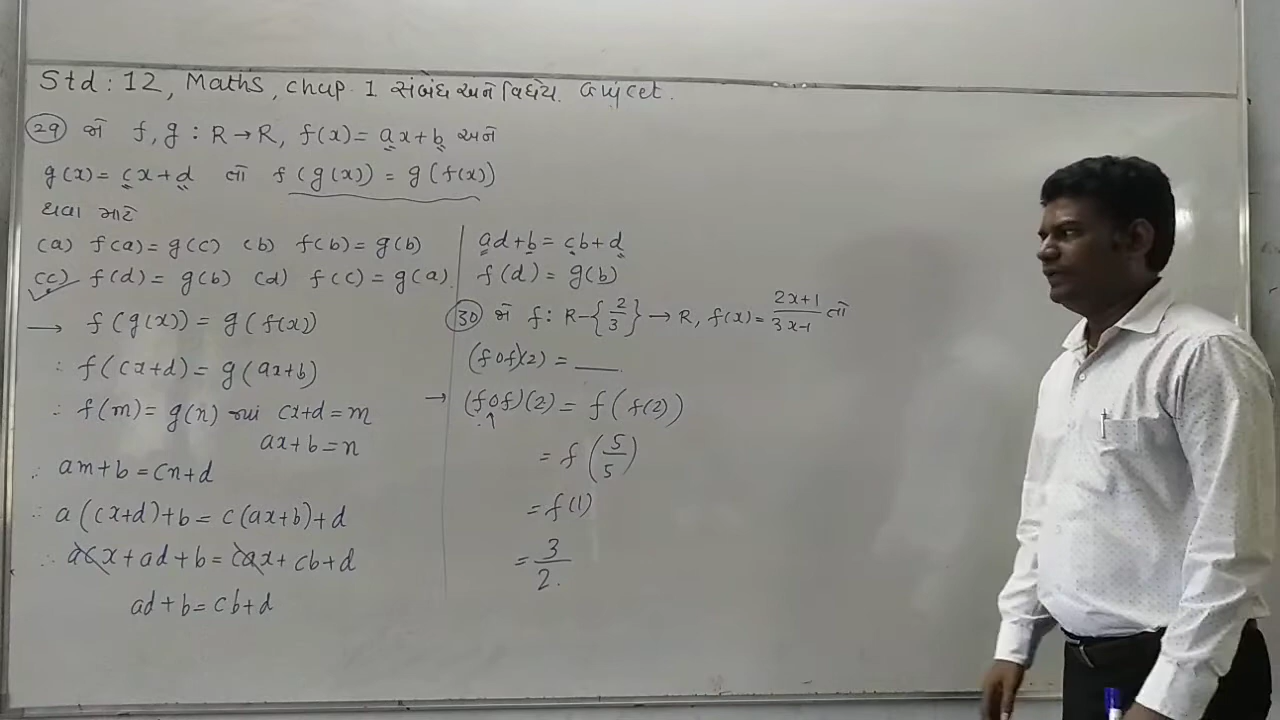 Std : 12, Maths, chap 1 સંબંધ અને વિધેય. Gujcet.
(29) જો f, g : R → R, f(x) = ax + b અને
g(x) = cx + d તો f(g(x)) = g(f(x))
થવા માટે
(a) f(a) = g(c) (b) f(b) = g(b)
(c) f(d) = g(b) (d) f(c) = g(a).
→ f(g(x)) = g(f(x))
∴ f(cx+d) = g(ax+b)
∴ f(m) = g(n) જ્યાં cx+d = m
ax+b = n
∴ am+b = cn+d
∴ a(cx+d)+b = c(ax+b)+d
∴ acx + ad + b = cax + cb + d
ad + b = cb + d
ad + b = cb + d
f(d) = g(b)
(30) જો f : R - {2/3} → R, f(x) = 2x+1/3x-1 તો
(fof)(2) = ___.
→ (fof)(2) = f(f(2))
= f(5/5)
= f(1)
= 3/2.